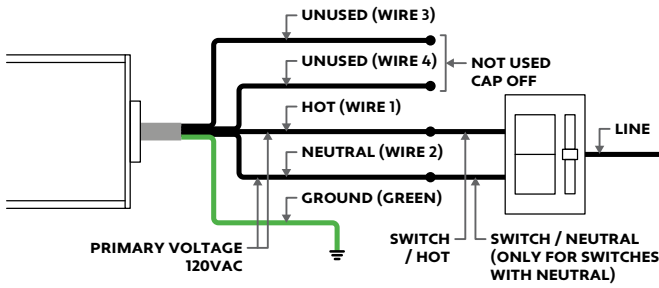 UNUSED (WIRE 3)
UNUSED (WIRE 4)
NOT USED
CAP OFF
HOT (WIRE 1)
LINE
NEUTRAL (WIRE 2)
GROUND (GREEN)
PRIMARY VOLTAGE
120VAC
SWITCH
/ HOT
SWITCH / NEUTRAL
(ONLY FOR SWITCHES
WITH NEUTRAL)